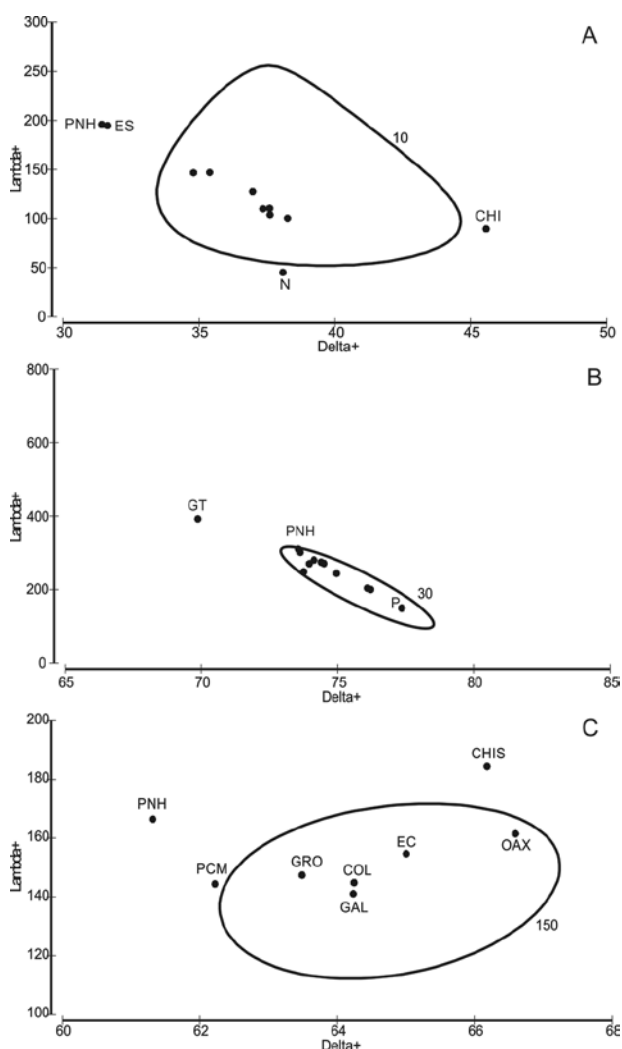 A
300
250
200
150
100
50
0
Lambda+
PNH
ES
10
CHI
N
30
35
40
45
50
Delta+
B
800
600
400
200
0
Lambda+
GT
PNH
30
P
65
70
75
80
85
Delta+
C
200
180
160
140
120
100
Lambda+
CHIS
PNH
OAX
EC
GRO
COL
PCM
GAL
150
60
62
64
66
68
Delta+